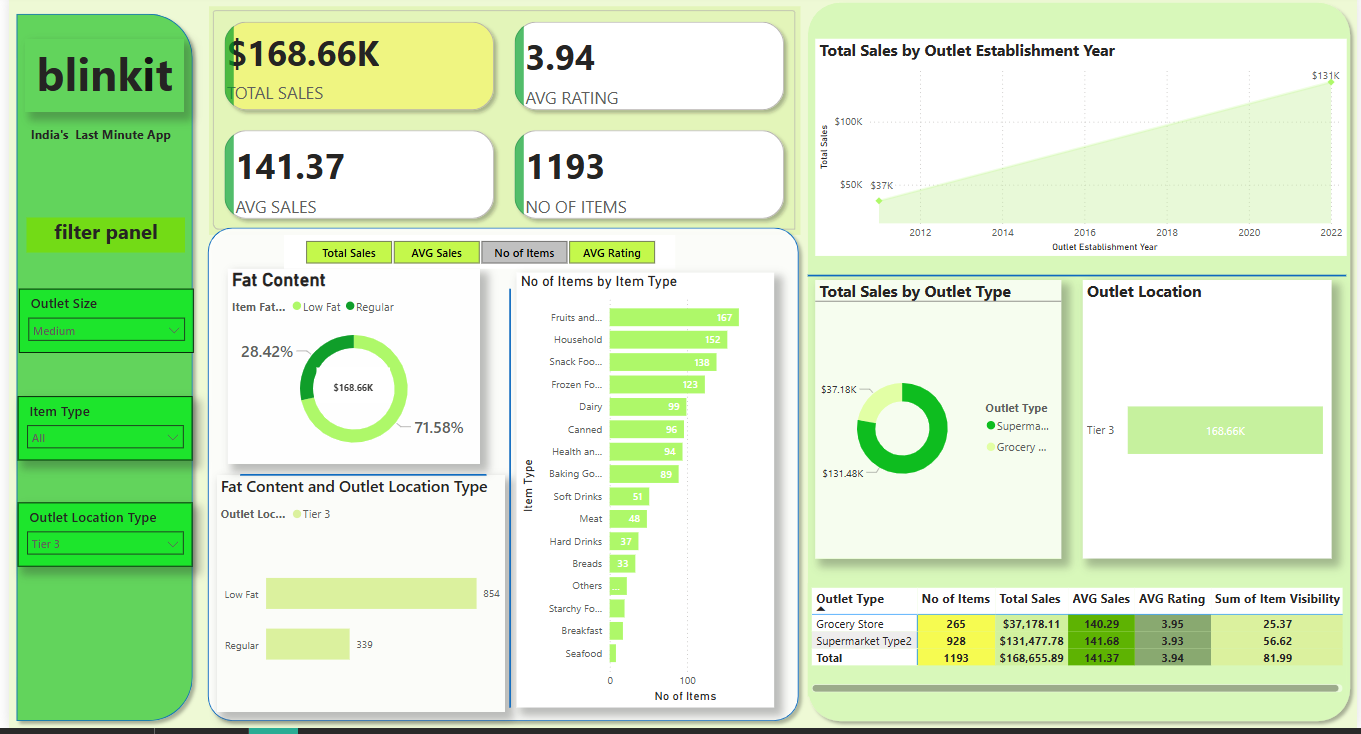 blinkit
India's Last Minute App
filter panel
Outlet Size
Medium
Item Type
All
Outlet Location Type
Tier 3
$168.66K
TOTAL SALES
3.94
AVG RATING
141.37
AVG SALES
1193
NO OF ITEMS
Total Sales
AVG Sales
No of Items
AVG Rating
Fat Content
Item Fat... Low Fat Regular
28.42%
$168.66K
71.58%
Fat Content and Outlet Location Type
Outlet Loc... Tier 3
Low Fat 854
Regular 339
No of Items by Item Type
Item Type
Fruits and... 167
Household 152
Snack Foo... 138
Frozen Fo... 123
Dairy 99
Canned 96
Health an... 94
Baking Go... 89
Soft Drinks 51
Meat 48
Hard Drinks 37
Breads 33
Others ...
Starchy Fo...
Breakfast
Seafood
0 100
No of Items
Total Sales by Outlet Establishment Year
Total Sales
$131K
$100K
$50K $37K
2012 2014 2016 2018 2020 2022
Outlet Establishment Year
Total Sales by Outlet Type
$37.18K
$131.48K
Outlet Type
Superma...
Grocery ...
Outlet Location
Tier 3 168.66K
Outlet Type No of Items Total Sales AVG Sales AVG Rating Sum of Item Visibility
Grocery Store 265 $37,178.11 140.29 3.95 25.37
Supermarket Type2 928 $131,477.78 141.68 3.93 56.62
Total 1193 $168,655.89 141.37 3.94 81.99